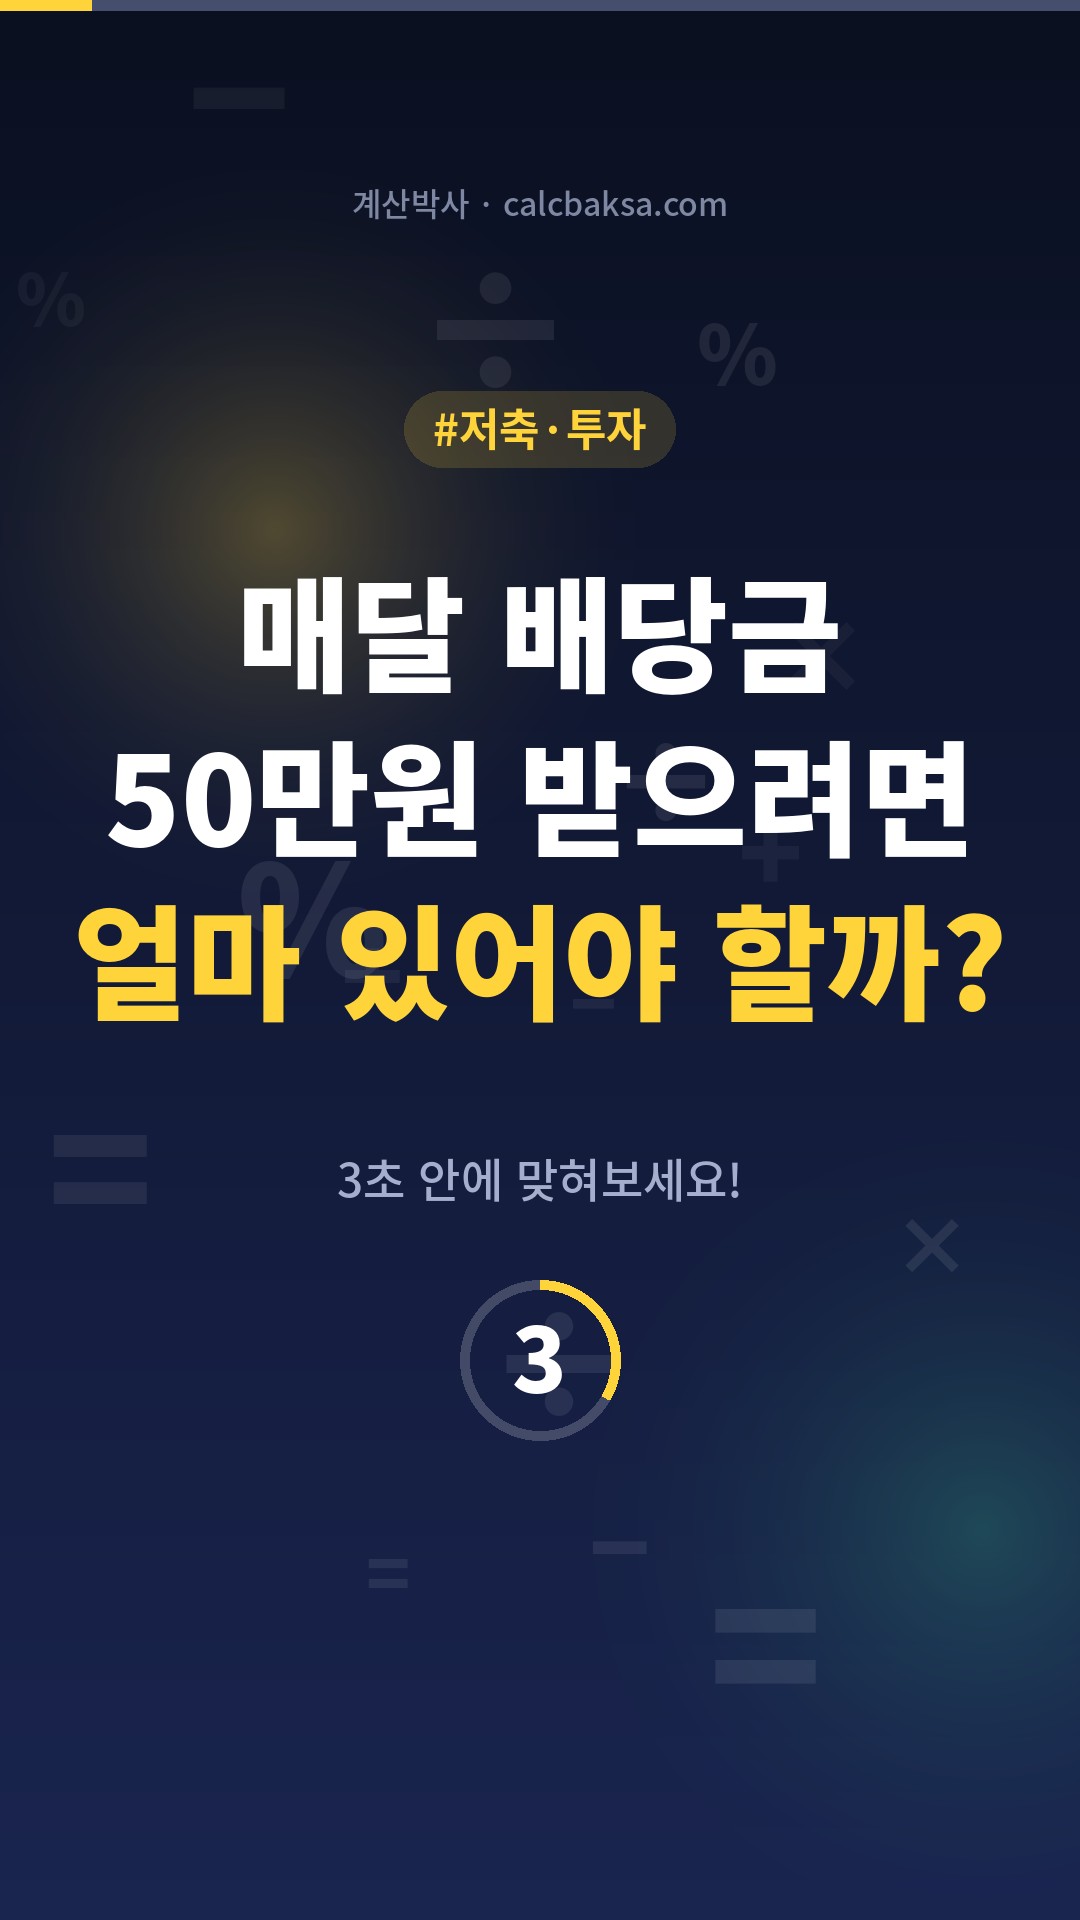 계산박사 · calcbaksa.com
#저축·투자
매달 배당금
50만원 받으려면
얼마 있어야 할까?
3초 안에 맞혀보세요!
3